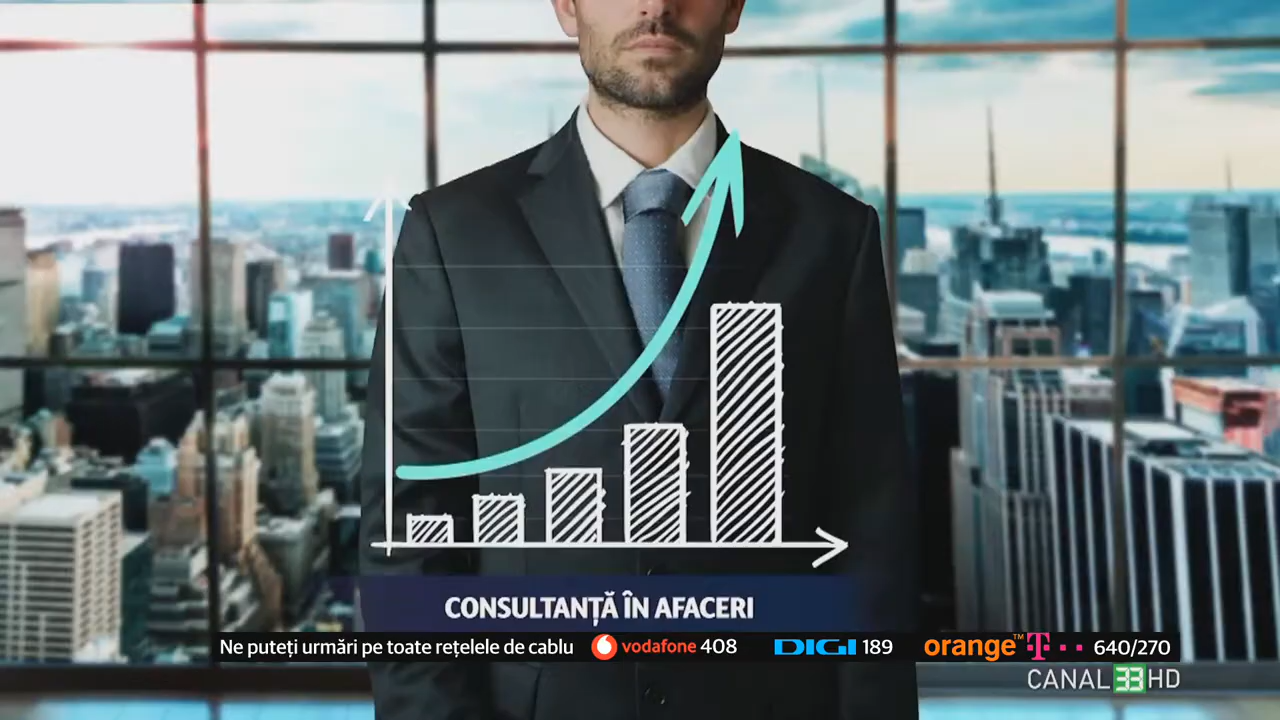 CONSULTANȚĂ ÎN AFACERI
Ne puteți urmări pe toate rețelele de cablu vodafone 408 DIGI 189 orange™ T 640/270
CANAL 33 HD